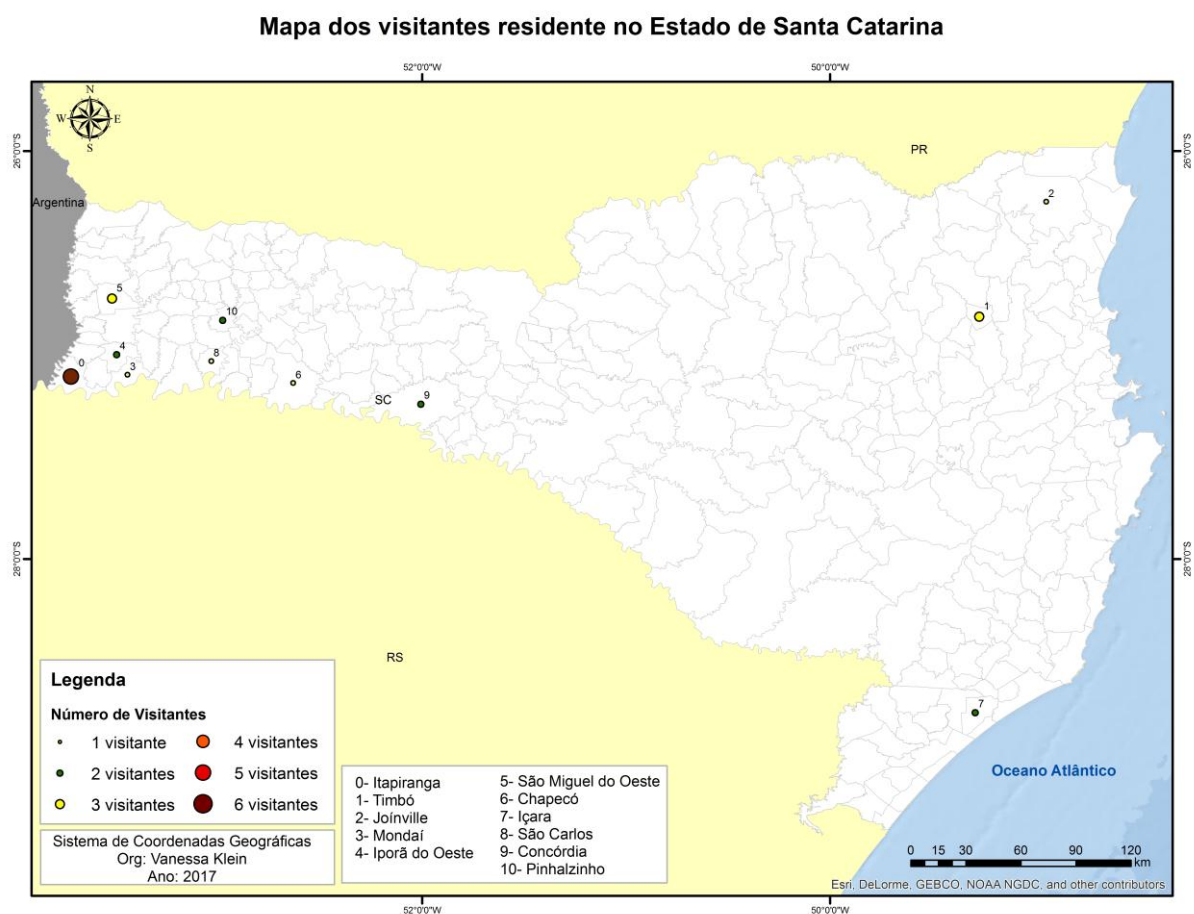 Mapa dos visitantes residente no Estado de Santa Catarina
52°0'0"W
50°0'0"W
N
W E
S
26°0'0"S
26°0'0"S
PR
Argentina
2
5
10
1
4
8
0
3
6
SC
9
28°0'0"S
28°0'0"S
RS
7
Oceano Atlântico
Legenda
Número de Visitantes
1 visitante
4 visitantes
2 visitantes
5 visitantes
3 visitantes
6 visitantes
Sistema de Coordenadas Geográficas
Org: Vanessa Klein
Ano: 2017
0- Itapiranga
1- Timbó
2- Joínville
3- Mondaí
4- Iporã do Oeste
5- São Miguel do Oeste
6- Chapecó
7- Içara
8- São Carlos
9- Concórdia
10- Pinhalzinho
0 15 30 60 90 120
km
Esri, DeLorme, GEBCO, NOAA NGDC, and other contributors
52°0'0"W
50°0'0"W